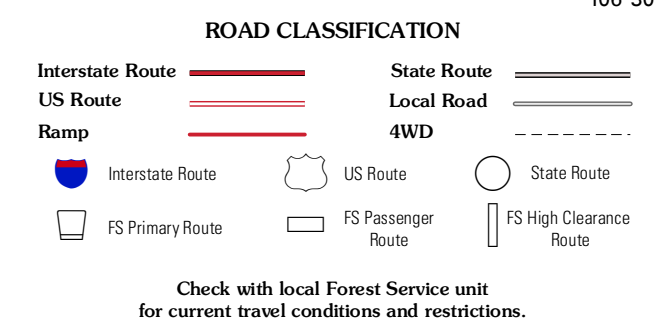 ROAD CLASSIFICATION
Interstate Route
State Route
US Route
Local Road
Ramp
4WD
Interstate Route
US Route
State Route
FS Primary Route
FS Passenger
Route
FS High Clearance
Route
Check with local Forest Service unit
for current travel conditions and restrictions.